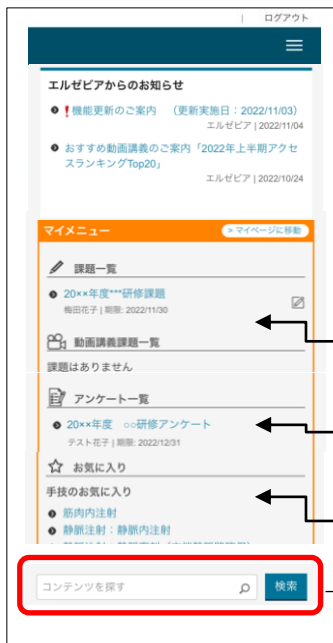 | ログアウト
エルゼビアからのお知らせ
❗機能更新のご案内 (更新実施日:2022/11/03)
エルゼビア | 2022/11/04
おすすめ動画講義のご案内「2022年上半期アクセ
スランキングTop20」
エルゼビア | 2022/10/24
マイメニュー
> マイページに移動
課題一覧
20××年度***研修課題
梅田花子 | 期限: 2022/11/30
動画講義課題一覧
課題はありません
アンケート一覧
20××年度 ○○研修アンケート
テスト花子 | 期限: 2022/12/31
お気に入り
手技のお気に入り
筋肉内注射
静脈注射:静脈内注射
コンテンツを探す
検索